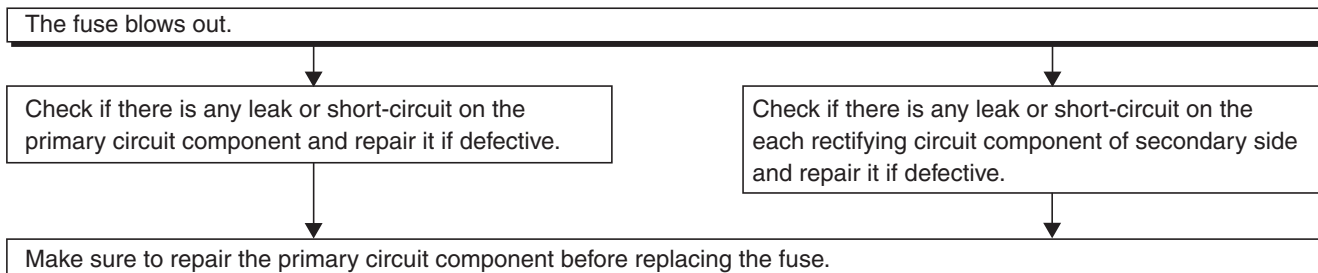 The fuse blows out.
Check if there is any leak or short-circuit on the
primary circuit component and repair it if defective.
Check if there is any leak or short-circuit on the
each rectifying circuit component of secondary side
and repair it if defective.
Make sure to repair the primary circuit component before replacing the fuse.